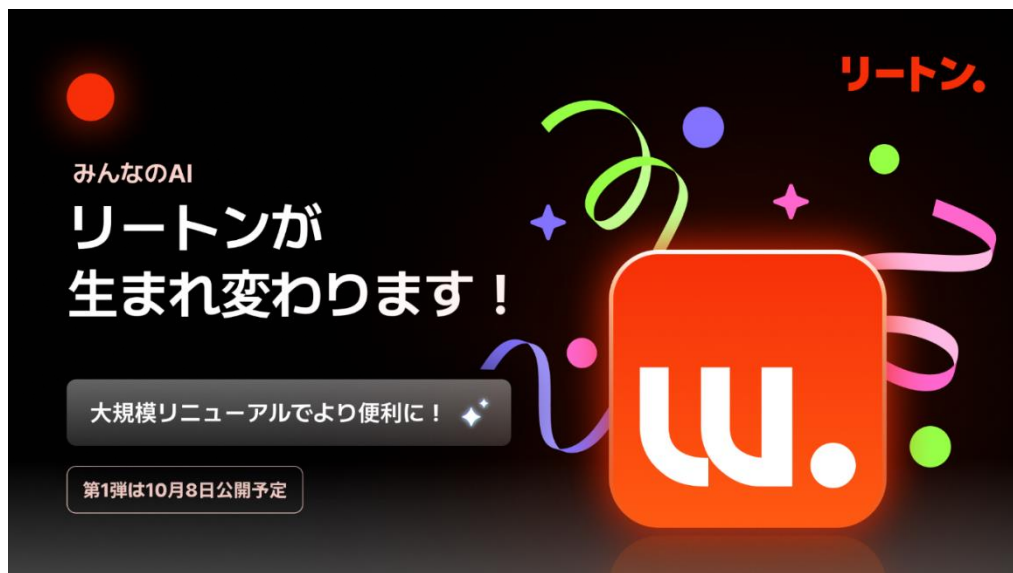 リートン.
みんなのAI
リートンが
生まれ変わります！
大規模リニューアルでより便利に！
第1弾は10月8日公開予定
w.